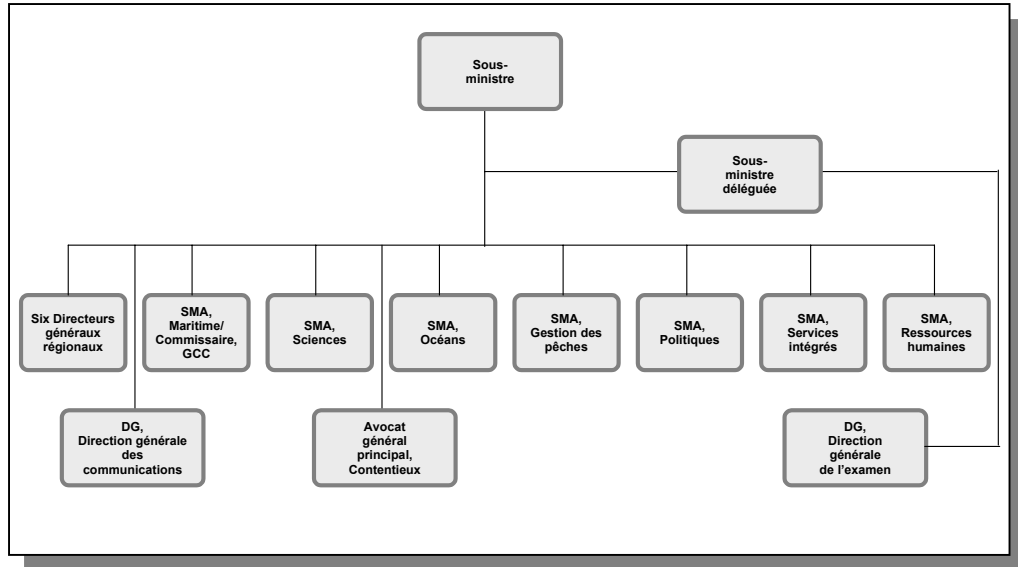 Sous-
ministre
Sous-
ministre
déléguée
Six Directeurs
généraux
régionaux
SMA,
Maritime/
Commissaire,
GCC
SMA,
Sciences
SMA,
Océans
SMA,
Gestion des
pêches
SMA,
Politiques
SMA,
Services
intégrés
SMA,
Ressources
humaines
DG,
Direction générale
des
communications
Avocat
général
principal,
Contentieux
DG,
Direction
générale
de l’examen